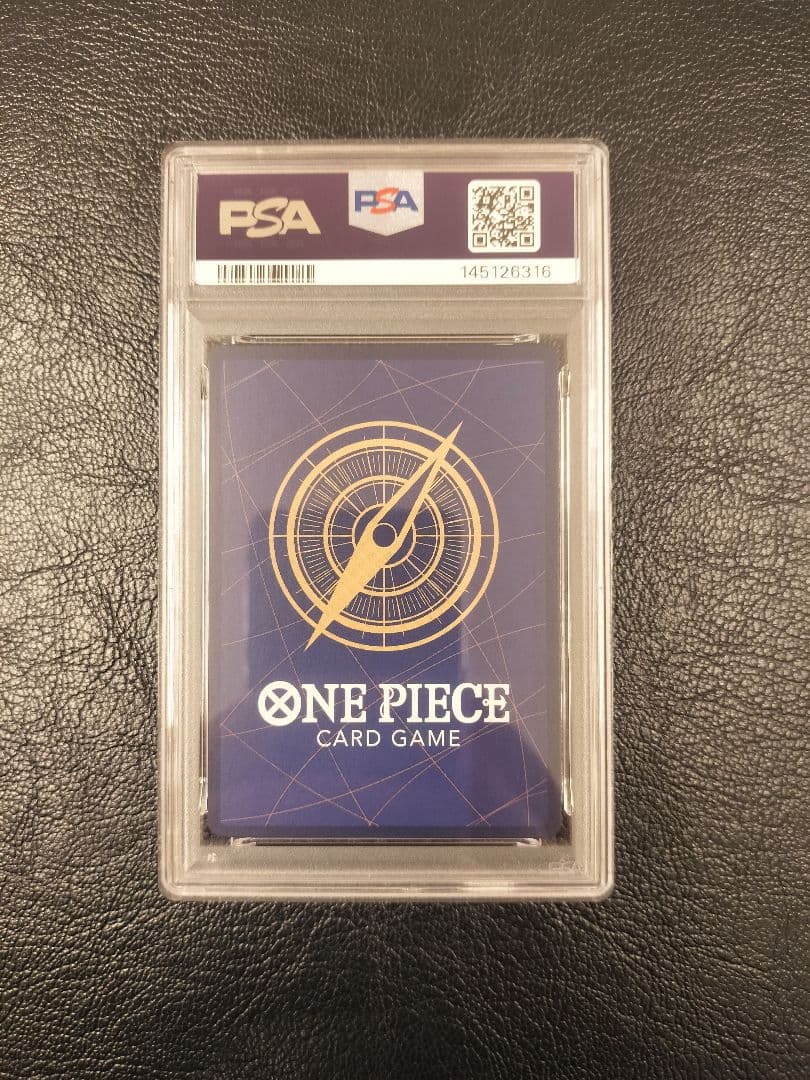 PSA
PSA
145126316
ONE PIECE
CARD GAME